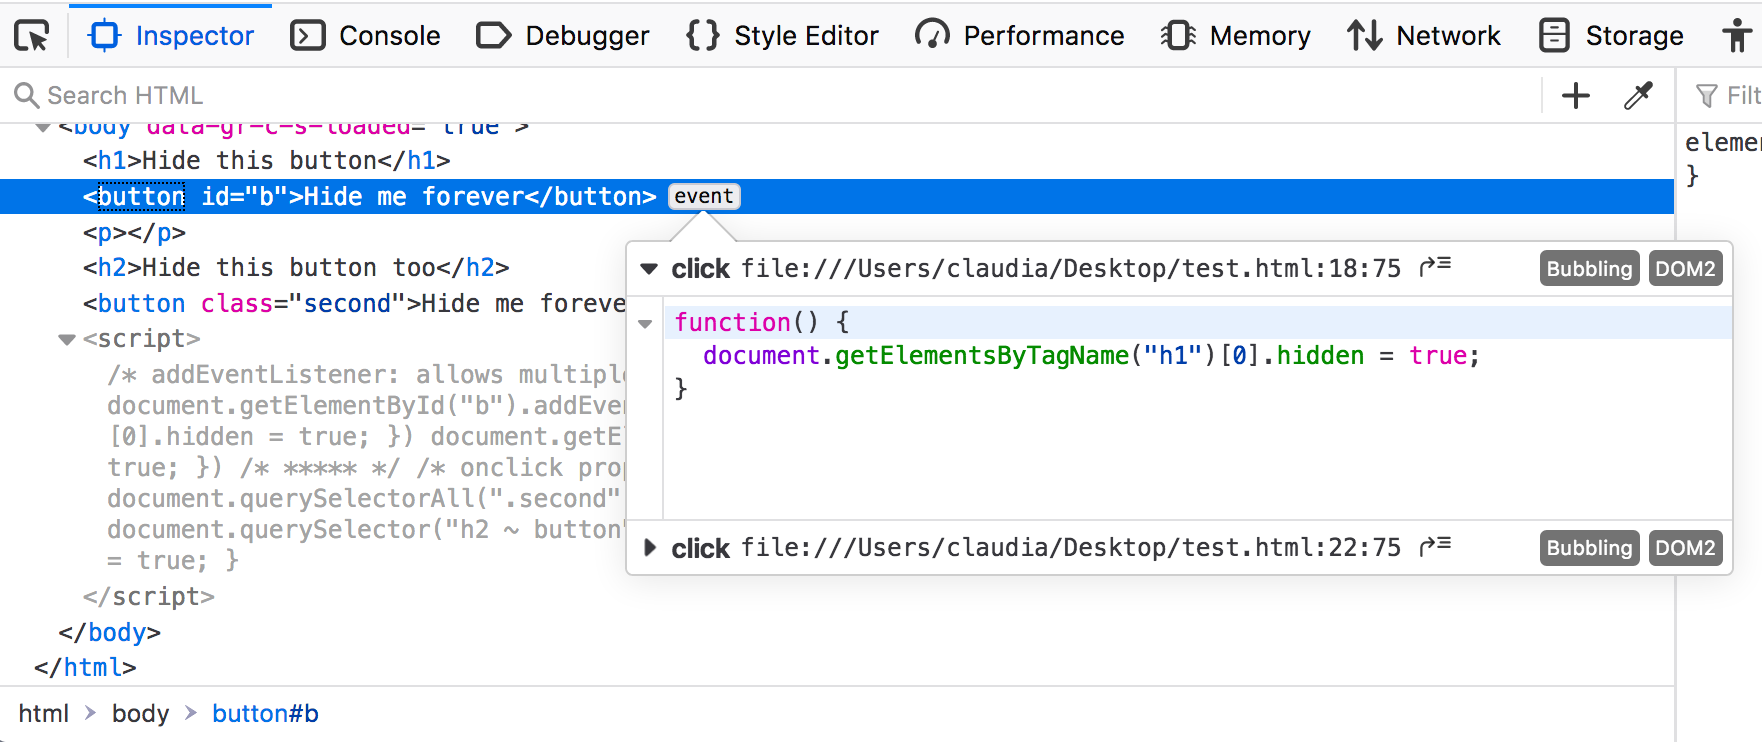 Inspector Console Debugger Style Editor Performance Memory Network Storage
Search HTML
Filt
<body data-gr-c-s-loaded="true">
<h1>Hide this button</h1>
<button id="b">Hide me forever</button> event
<p></p>
<h2>Hide this button too</h2>
<button class="second">Hide me foreve
<script>
/* addEventListener: allows multiple
document.getElementById("b").addEve
[0].hidden = true; }) document.getE
true; }) /* ***** */ /* onclick prop
document.querySelectorAll(".second"
document.querySelector("h2 ~ button"
= true; }
</script>
</body>
</html>
click file:///Users/claudia/Desktop/test.html:18:75 Bubbling DOM2
function() {
document.getElementsByTagName("h1")[0].hidden = true;
}
click file:///Users/claudia/Desktop/test.html:22:75 Bubbling DOM2
elemen
}
html > body > button#b